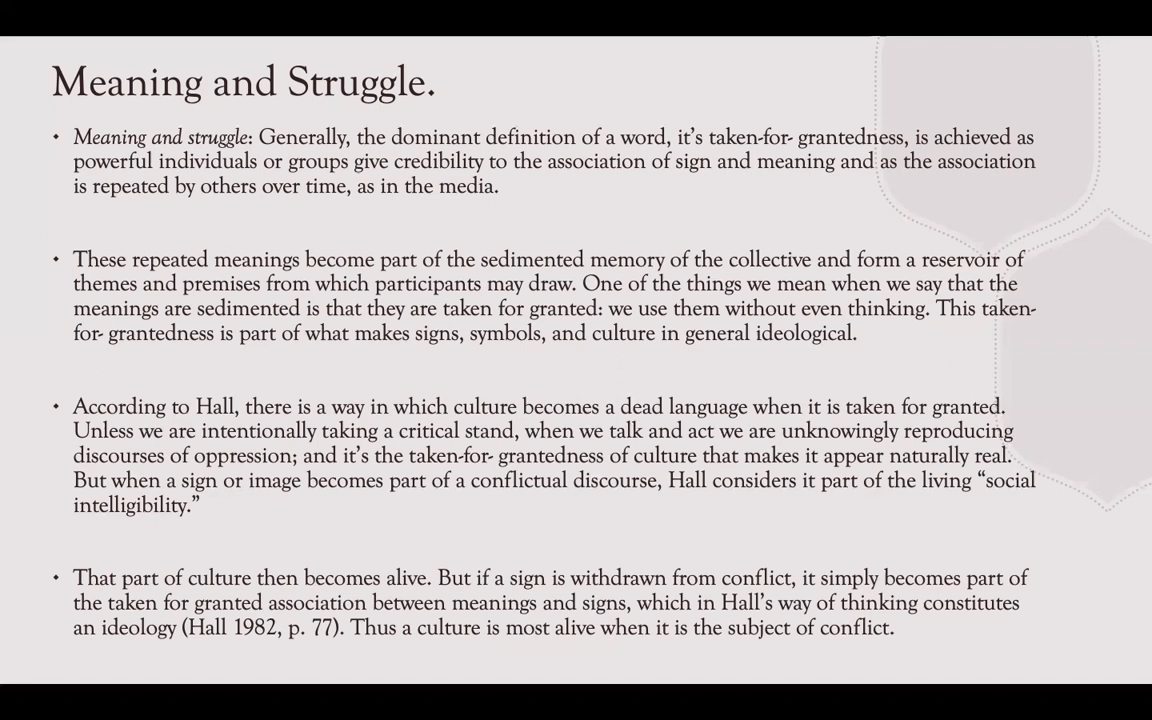 Meaning and Struggle.
• Meaning and struggle: Generally, the dominant definition of a word, it's taken-for- grantedness, is achieved as
powerful individuals or groups give credibility to the association of sign and meaning and as the association
is repeated by others over time, as in the media.
• These repeated meanings become part of the sedimented memory of the collective and form a reservoir of
themes and premises from which participants may draw. One of the things we mean when we say that the
meanings are sedimented is that they are taken for granted: we use them without even thinking. This taken-
for- grantedness is part of what makes signs, symbols, and culture in general ideological.
• According to Hall, there is a way in which culture becomes a dead language when it is taken for granted.
Unless we are intentionally taking a critical stand, when we talk and act we are unknowingly reproducing
discourses of oppression; and it's the taken-for- grantedness of culture that makes it appear naturally real.
But when a sign or image becomes part of a conflictual discourse, Hall considers it part of the living “social
intelligibility.”
• That part of culture then becomes alive. But if a sign is withdrawn from conflict, it simply becomes part of
the taken for granted association between meanings and signs, which in Hall's way of thinking constitutes
an ideology (Hall 1982, p. 77). Thus a culture is most alive when it is the subject of conflict.